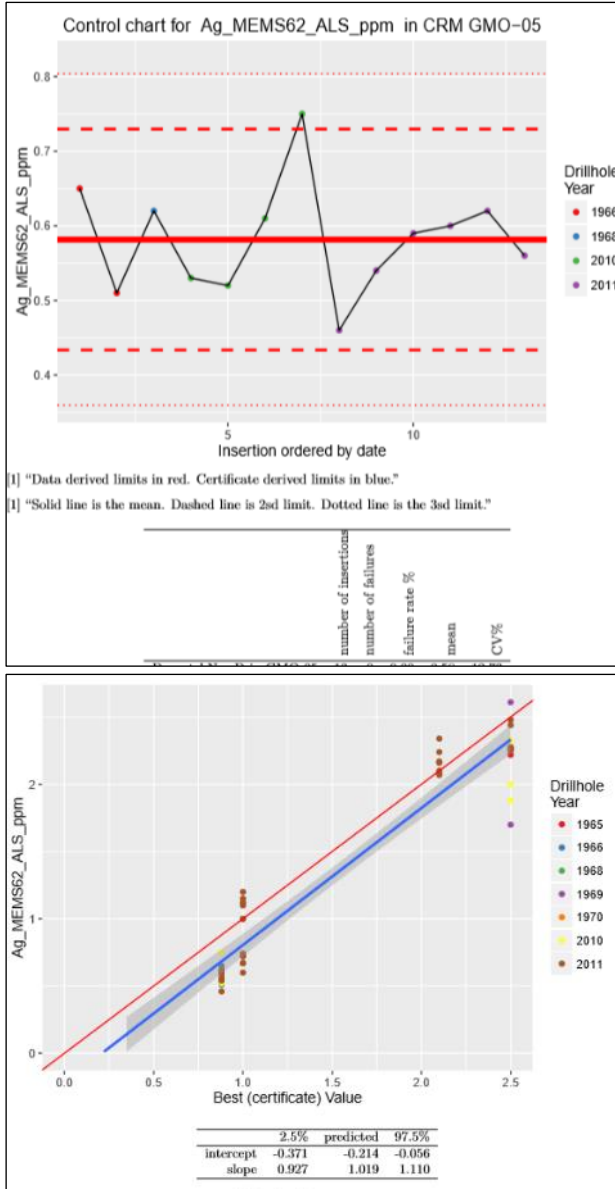 Control chart for Ag_MEMS62_ALS_ppm in CRM GMO-05
0.8
0.7
0.6
0.5
0.4
Ag_MEMS62_ALS_ppm
5
10
Insertion ordered by date
Drillhole
Year
1966
1968
2010
2011
[1] “Data derived limits in red. Certificate derived limits in blue.”
[1] “Solid line is the mean. Dashed line is 2sd limit. Dotted line is the 3sd limit.”
number of insertions
number of failures
failure rate %
mean
CV%
2
1
0
Ag_MEMS62_ALS_ppm
0.0
0.5
1.0
1.5
2.0
2.5
Best (certificate) Value
Drillhole
Year
1965
1966
1968
1969
1970
2010
2011
2.5% predicted 97.5%
intercept -0.371 -0.214 -0.056
slope 0.927 1.019 1.110